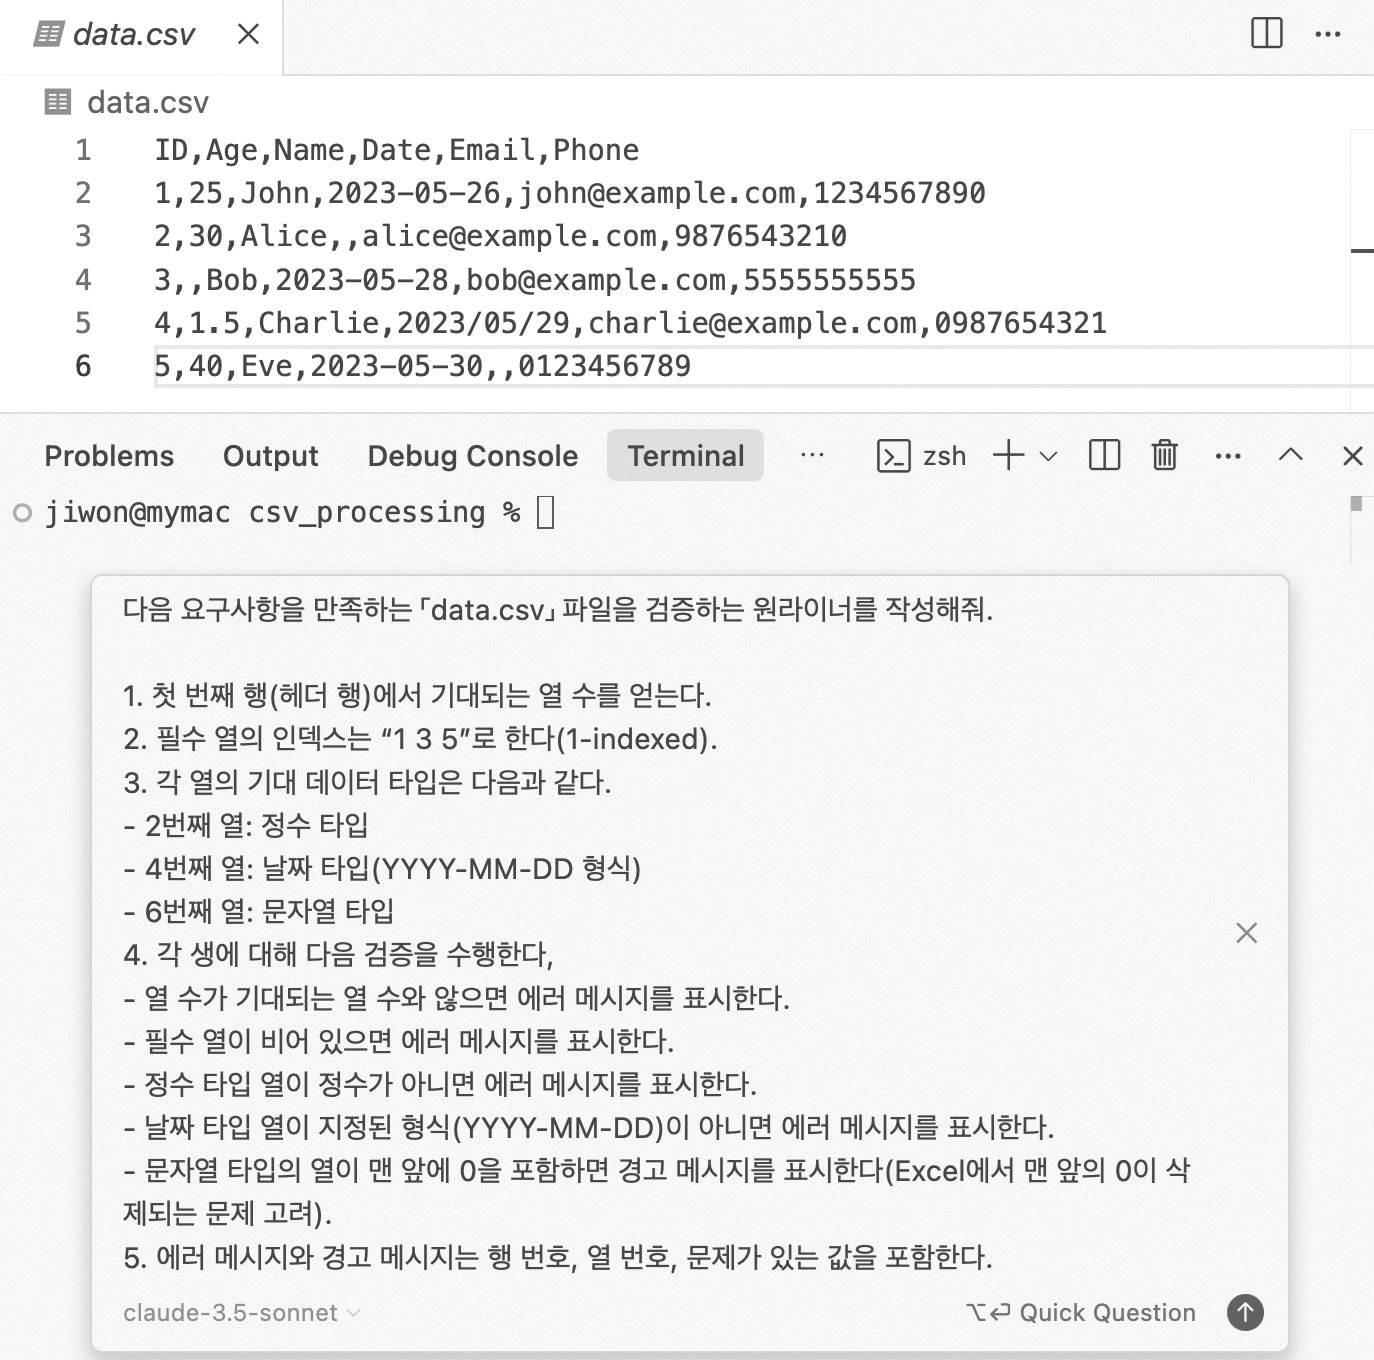 data.csv
data.csv
1 ID,Age,Name,Date,Email,Phone
2 1,25,John,2023-05-26,john@example.com,1234567890
3 2,30,Alice,,alice@example.com,9876543210
4 3,,Bob,2023-05-28,bob@example.com,5555555555
5 4,1.5,Charlie,2023/05/29,charlie@example.com,0987654321
6 5,40,Eve,2023-05-30,,0123456789
Problems Output Debug Console Terminal ... zsh
jiwon@mymac csv_processing %
다음 요구사항을 만족하는 「data.csv」 파일을 검증하는 원라이너를 작성해줘.
1. 첫 번째 행(헤더 행)에서 기대되는 열 수를 얻는다.
2. 필수 열의 인덱스는 “1 3 5”로 한다(1-indexed).
3. 각 열의 기대 데이터 타입은 다음과 같다.
- 2번째 열: 정수 타입
- 4번째 열: 날짜 타입(YYYY-MM-DD 형식)
- 6번째 열: 문자열 타입
4. 각 생에 대해 다음 검증을 수행한다,
- 열 수가 기대되는 열 수와 않으면 에러 메시지를 표시한다.
- 필수 열이 비어 있으면 에러 메시지를 표시한다.
- 정수 타입 열이 정수가 아니면 에러 메시지를 표시한다.
- 날짜 타입 열이 지정된 형식(YYYY-MM-DD)이 아니면 에러 메시지를 표시한다.
- 문자열 타입의 열이 맨 앞에 0을 포함하면 경고 메시지를 표시한다(Excel에서 맨 앞의 0이 삭
제되는 문제 고려).
5. 에러 메시지와 경고 메시지는 행 번호, 열 번호, 문제가 있는 값을 포함한다.
claude-3.5-sonnet ⌥⏎ Quick Question